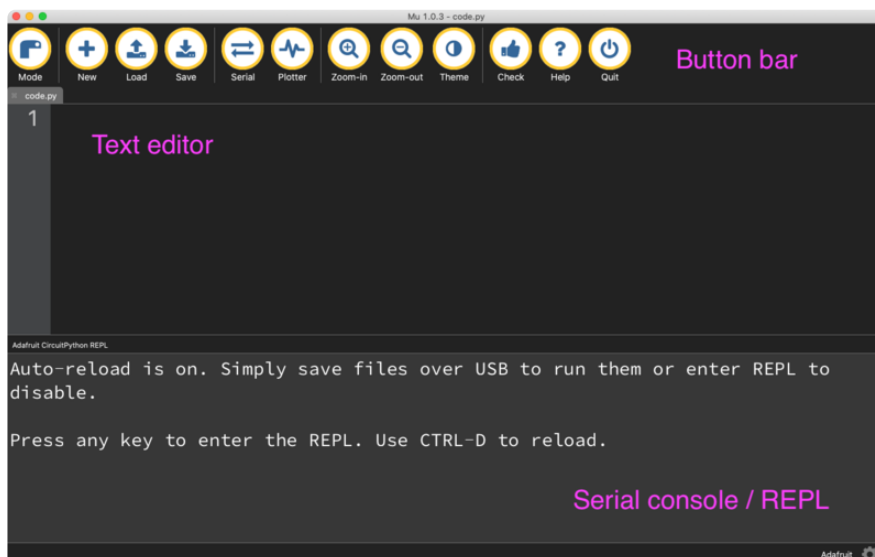 Mu 1.0.3 - code.py
Mode New Load Save Serial Plotter Zoom-in Zoom-out Theme Check Help Quit
Button bar
code.py
1
Text editor
Adafruit CircuitPython REPL
Auto-reload is on. Simply save files over USB to run them or enter REPL to
disable.
Press any key to enter the REPL. Use CTRL-D to reload.
Serial console / REPL
Adafruit